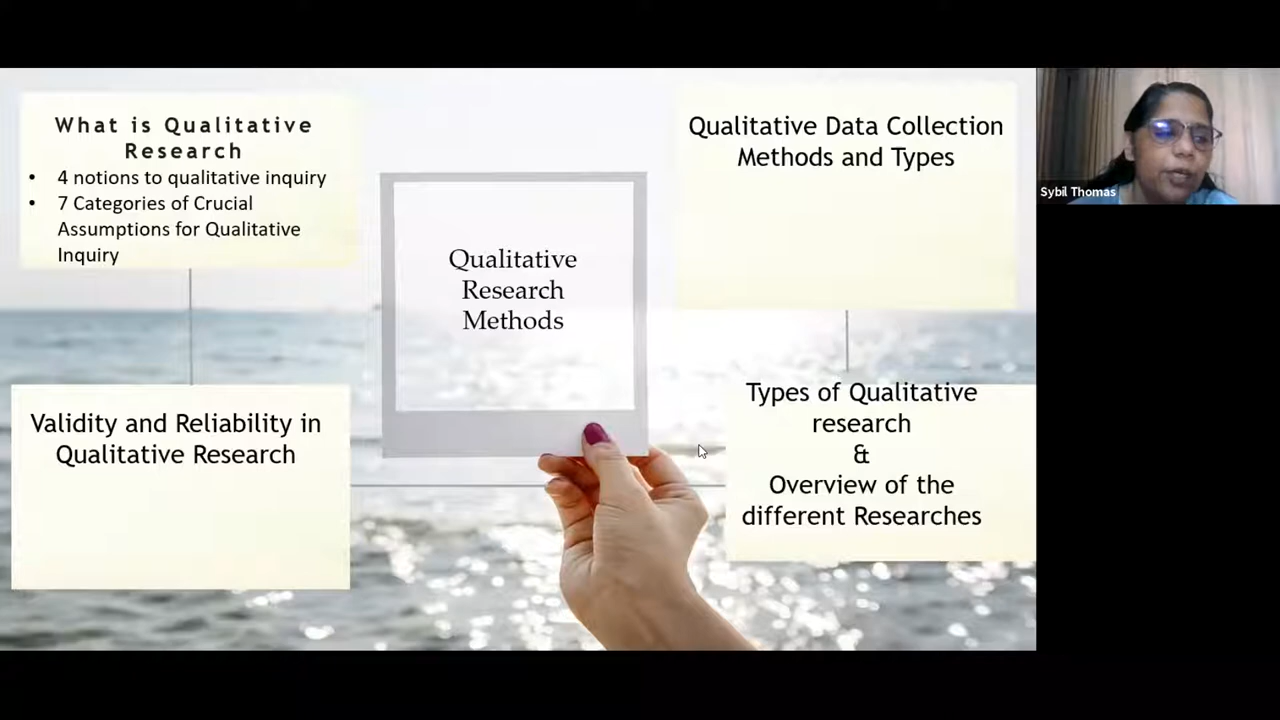 What is Qualitative
Research
• 4 notions to qualitative inquiry
• 7 Categories of Crucial
Assumptions for Qualitative
Inquiry
Qualitative
Research
Methods
Qualitative Data Collection
Methods and Types
Validity and Reliability in
Qualitative Research
Types of Qualitative
research
&
Overview of the
different Researches
Sybil Thomas